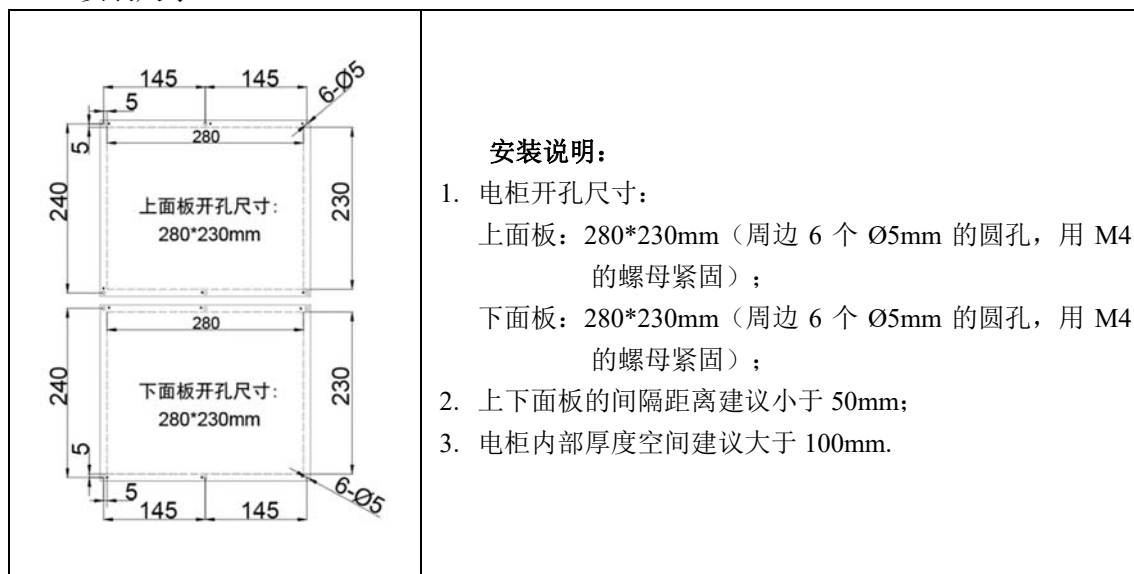 145
145
6-Ø5
5
5
280
240
230
上面板开孔尺寸:
280*230mm
280
240
230
下面板开孔尺寸:
280*230mm
5
5
6-Ø5
145
145
安装说明：
1. 电柜开孔尺寸：
上面板：280*230mm（周边 6 个 Ø5mm 的圆孔，用 M4
的螺母紧固）；
下面板：280*230mm（周边 6 个 Ø5mm 的圆孔，用 M4
的螺母紧固）；
2. 上下面板的间隔距离建议小于 50mm;
3. 电柜内部厚度空间建议大于 100mm.